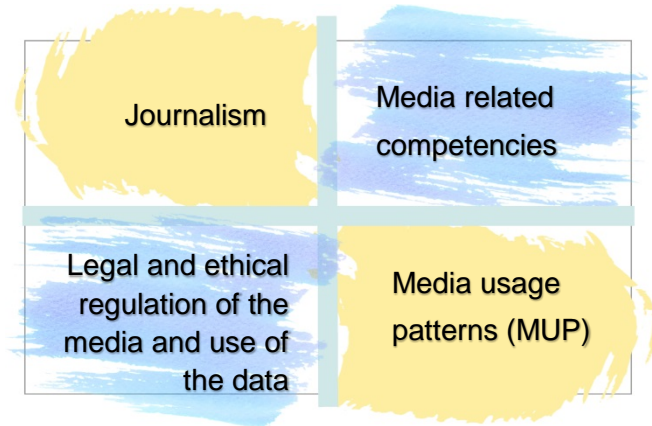 Journalism
Media related
competencies
Legal and ethical
regulation of the
media and use of
the data
Media usage
patterns (MUP)